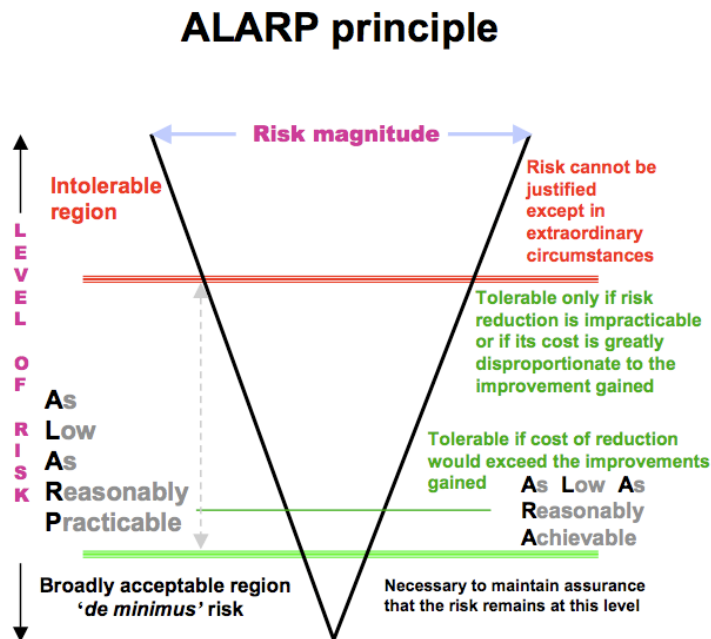 ALARP principle
Risk magnitude
Intolerable
region
Risk cannot be
justified
except in
extraordinary
circumstances
LEVEL OF RISK
Tolerable only if risk
reduction is impracticable
or if its cost is greatly
disproportionate to the
improvement gained
As
Low
As
Reasonably
Practicable
Tolerable if cost of reduction
would exceed the improvements
gained
As Low As
Reasonably
Achievable
Broadly acceptable region
'de minimus' risk
Necessary to maintain assurance
that the risk remains at this level